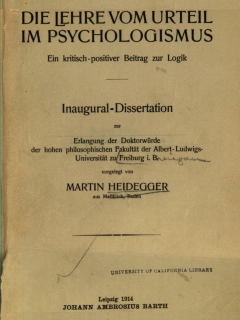 DIE LEHRE VOM URTEIL
IM PSYCHOLOGISMUS
Ein kritisch-positiver Beitrag zur Logik
Inaugural-Dissertation
zur
Erlangung der Doktorwürde
der hohen philosophischen Fakultät der Albert-Ludwigs-
Universität zu Freiburg i. B.
vorgelegt von
MARTIN HEIDEGGER
aus Meßkirch, Baden
UNIVERSITY OF CALIFORNIA LIBRARY
Leipzig 1914
JOHANN AMBROSIUS BARTH